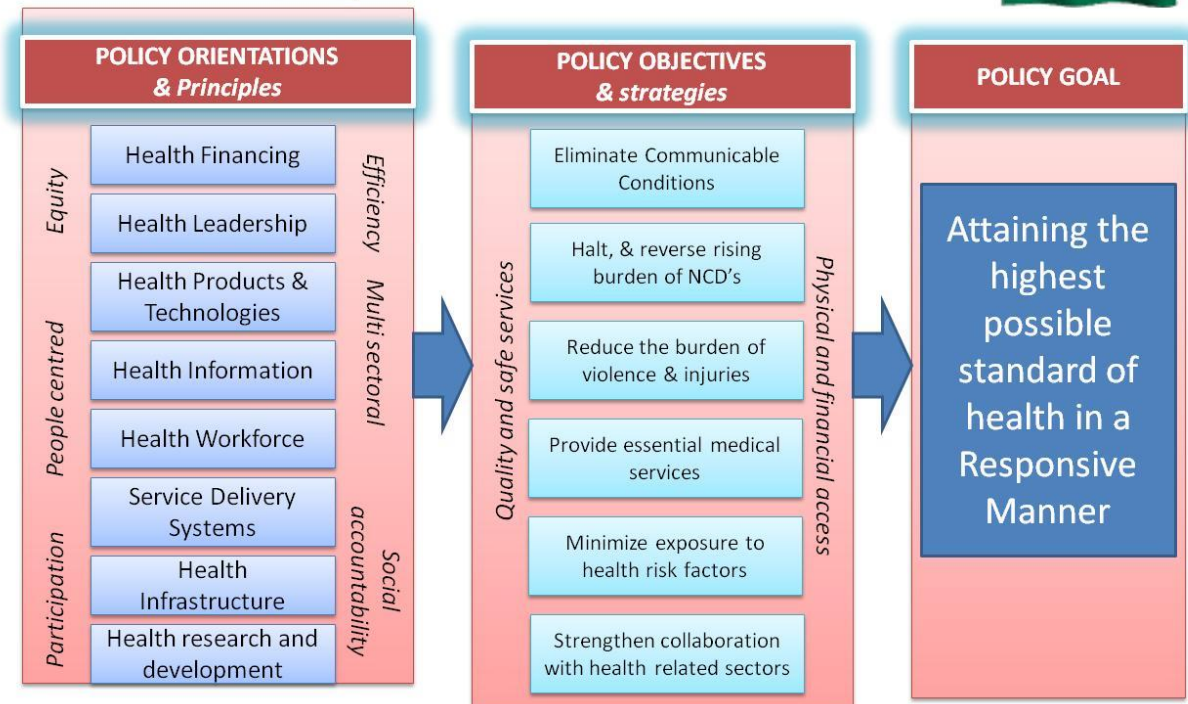 POLICY ORIENTATIONS
& Principles
Equity
People centred
Participation
Health Financing
Health Leadership
Health Products &
Technologies
Health Information
Health Workforce
Service Delivery
Systems
Health
Infrastructure
Health research and
development
Efficiency
Multi sectoral
Social
accountability
POLICY OBJECTIVES
& strategies
Quality and safe services
Eliminate Communicable
Conditions
Halt, & reverse rising
burden of NCD's
Reduce the burden of
violence & injuries
Provide essential medical
services
Minimize exposure to
health risk factors
Strengthen collaboration
with health related sectors
Physical and financial access
POLICY GOAL
Attaining the
highest
possible
standard of
health in a
Responsive
Manner